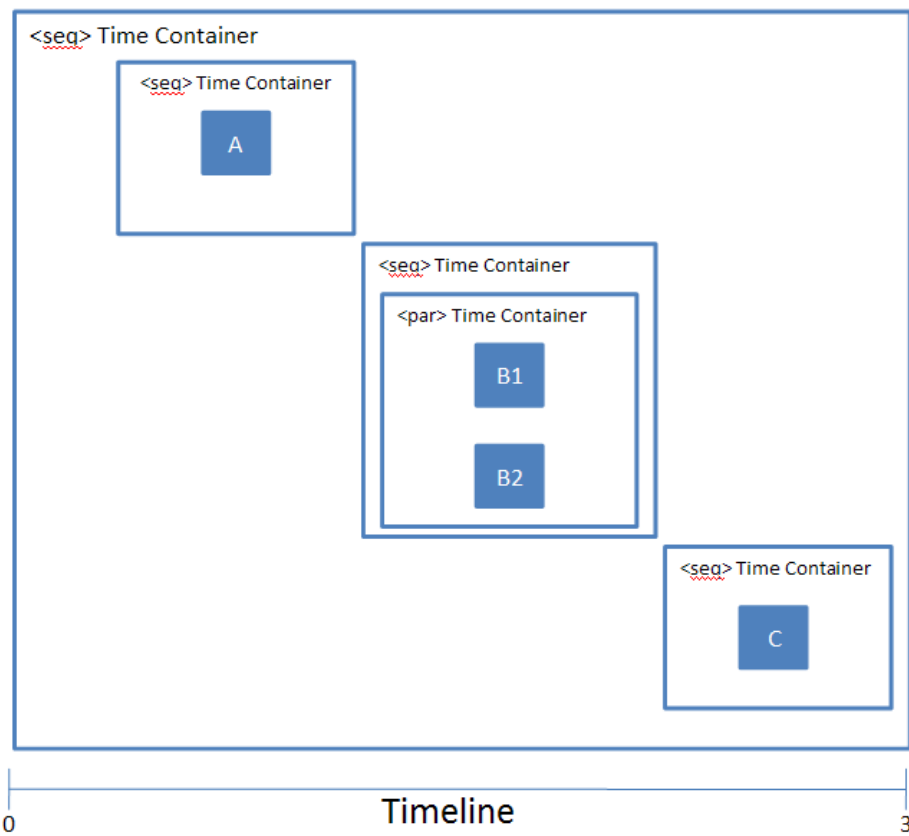 <seq> Time Container
<seq> Time Container
A
<seq> Time Container
<par> Time Container
B1
B2
<seq> Time Container
C
Timeline
0
3